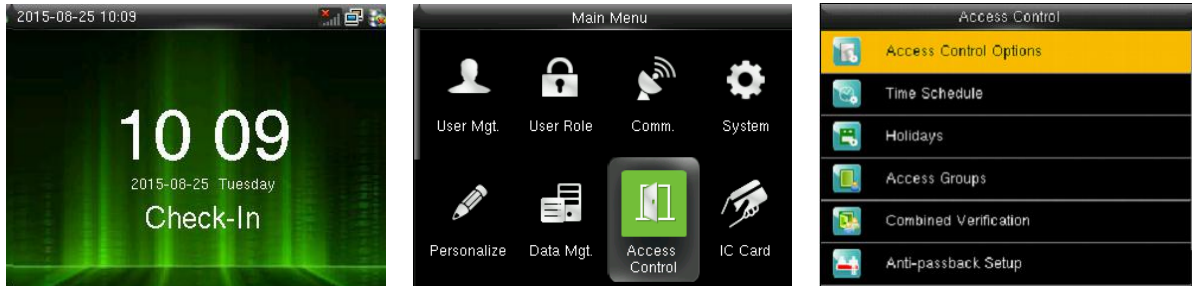 2015-08-25 10:09
10 09
2015-08-25 Tuesday
Check-In
Main Menu
User Mgt. User Role Comm. System
Personalize Data Mgt. Access Control IC Card
Access Control
Access Control Options
Time Schedule
Holidays
Access Groups
Combined Verification
Anti-passback Setup